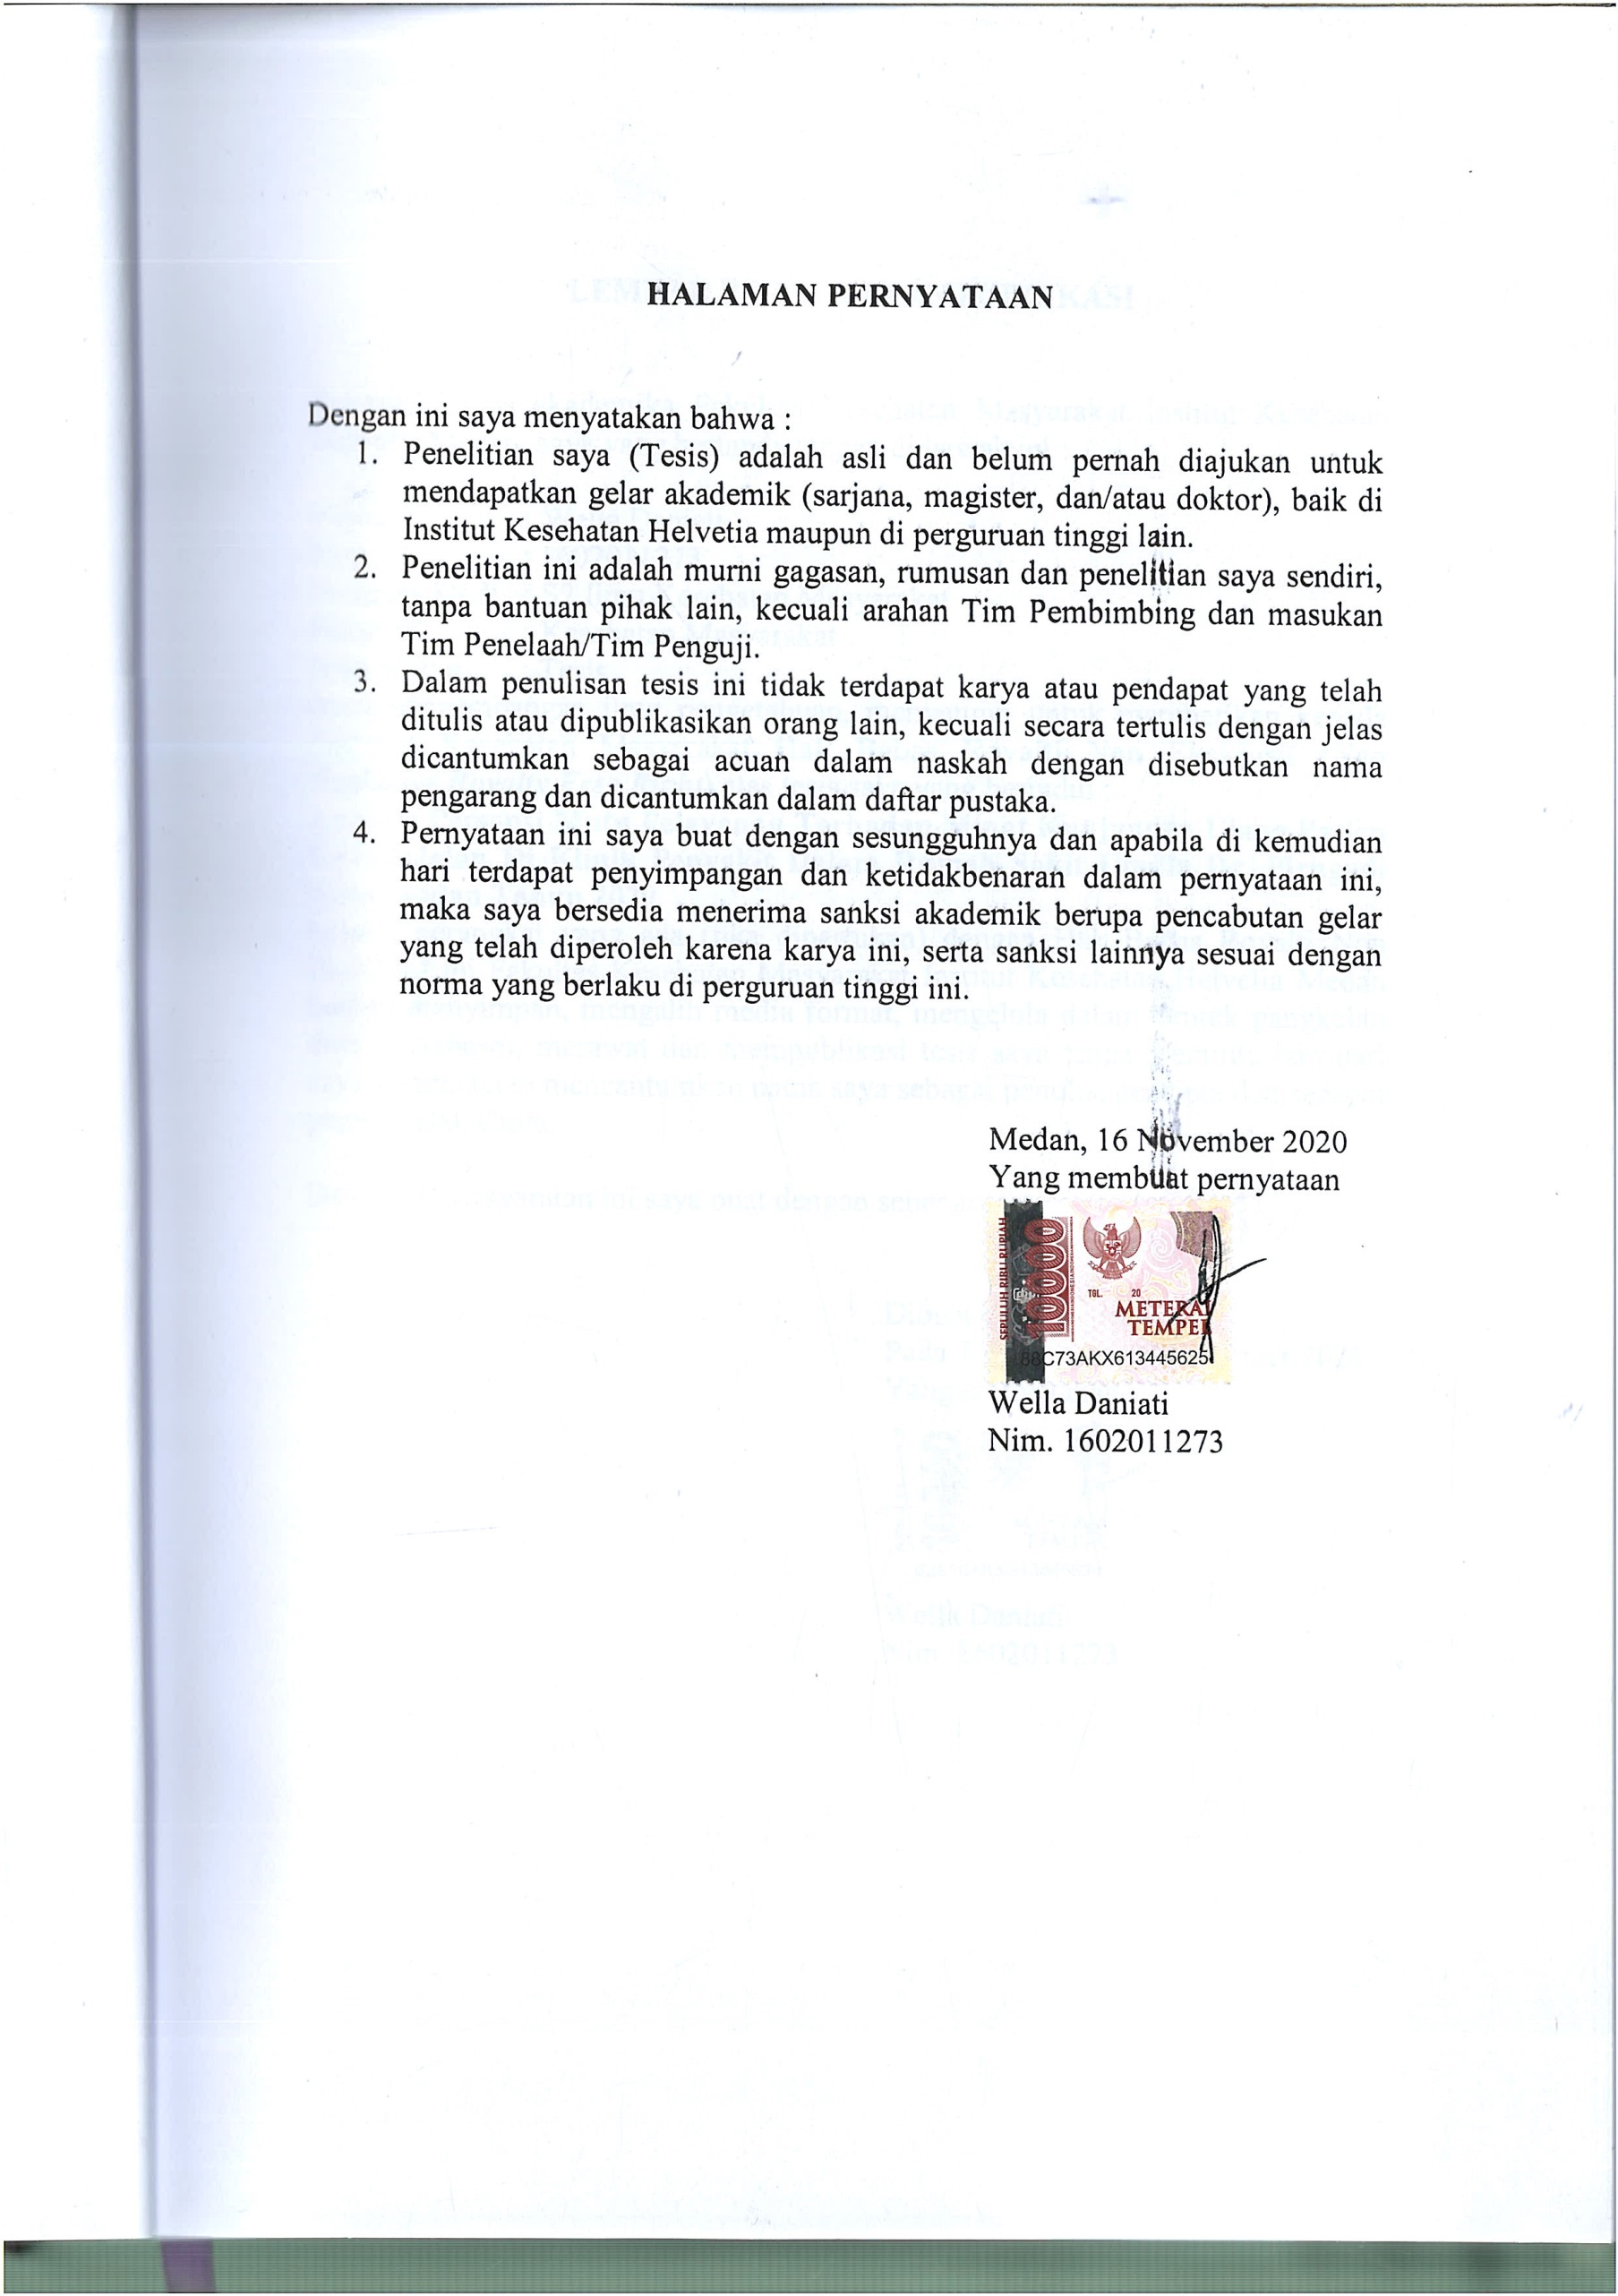 HALAMAN PERNYATAAN
Dengan ini saya menyatakan bahwa :
1. Penelitian saya (Tesis) adalah asli dan belum pernah diajukan untuk
mendapatkan gelar akademik (sarjana, magister, dan/atau doktor), baik di
Institut Kesehatan Helvetia maupun di perguruan tinggi lain.
2. Penelitian ini adalah murni gagasan, rumusan dan penelitian saya sendiri,
tanpa bantuan pihak lain, kecuali arahan Tim Pembimbing dan masukan
Tim Penelaah/Tim Penguji.
3. Dalam penulisan tesis ini tidak terdapat karya atau pendapat yang telah
ditulis atau dipublikasikan orang lain, kecuali secara tertulis dengan jelas
dicantumkan sebagai acuan dalam naskah dengan disebutkan nama
pengarang dan dicantumkan dalam daftar pustaka.
4. Pernyataan ini saya buat dengan sesungguhnya dan apabila di kemudian
hari terdapat penyimpangan dan ketidakbenaran dalam pernyataan ini,
maka saya bersedia menerima sanksi akademik berupa pencabutan gelar
yang telah diperoleh karena karya ini, serta sanksi lainnya sesuai dengan
norma yang berlaku di perguruan tinggi ini.
Medan, 16 November 2020
Yang membuat pernyataan
SEPULUH RIBU RUPIAH
10000
TGL. 20
METERAI
TEMPEL
88C73AKX613445625
Wella Daniati
Nim. 1602011273